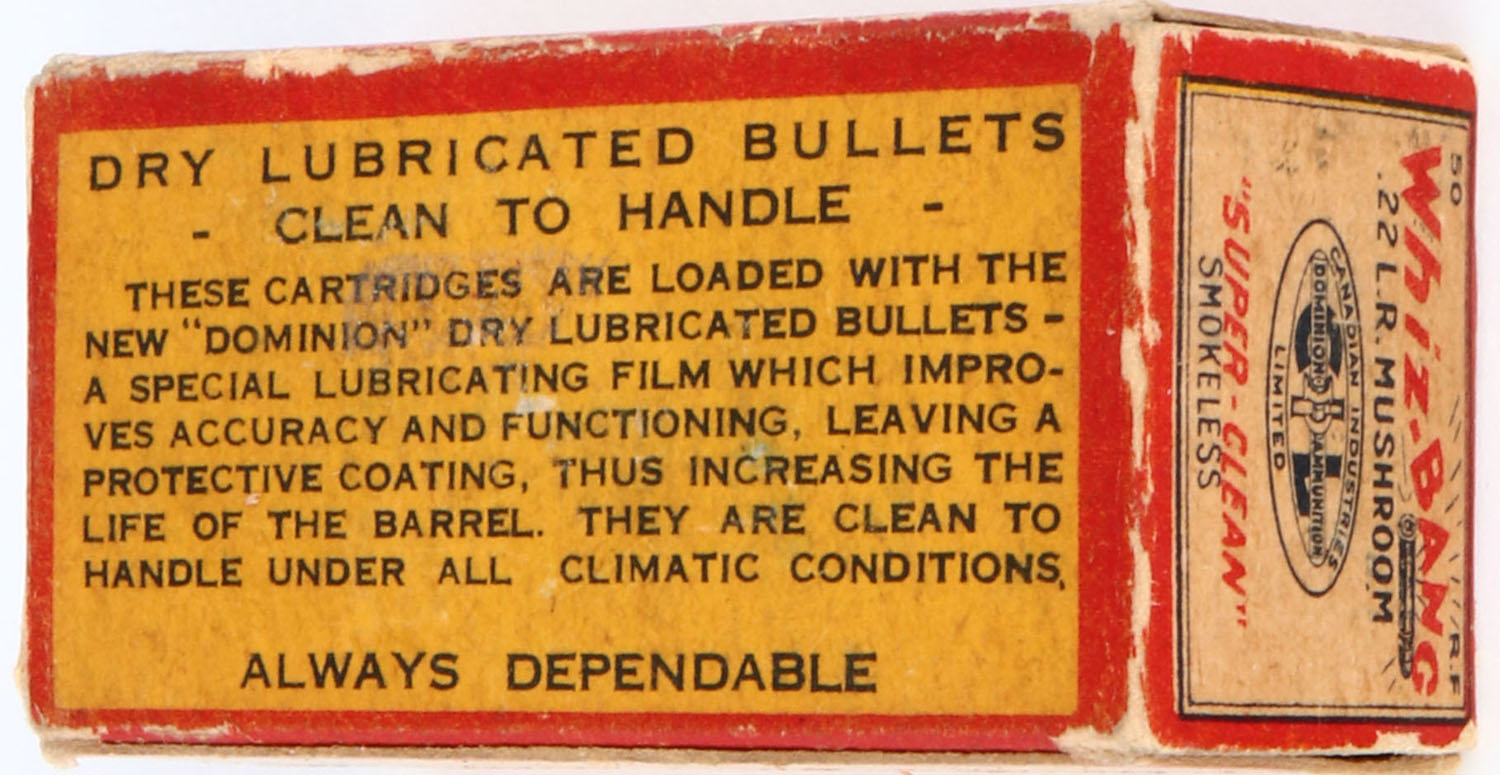 DRY LUBRICATED BULLETS
- CLEAN TO HANDLE -
THESE CARTRIDGES ARE LOADED WITH THE
NEW "DOMINION" DRY LUBRICATED BULLETS -
A SPECIAL LUBRICATING FILM WHICH IMPRO-
VES ACCURACY AND FUNCTIONING, LEAVING A
PROTECTIVE COATING, THUS INCREASING THE
LIFE OF THE BARREL. THEY ARE CLEAN TO
HANDLE UNDER ALL CLIMATIC CONDITIONS,
ALWAYS DEPENDABLE
50 R.F
Whiz-BANG
.22 L.R. MUSHROOM
CANADIAN INDUSTRIES
DOMINION AMMUNITION
CIL
LIMITED
"SUPER-CLEAN"
SMOKELESS